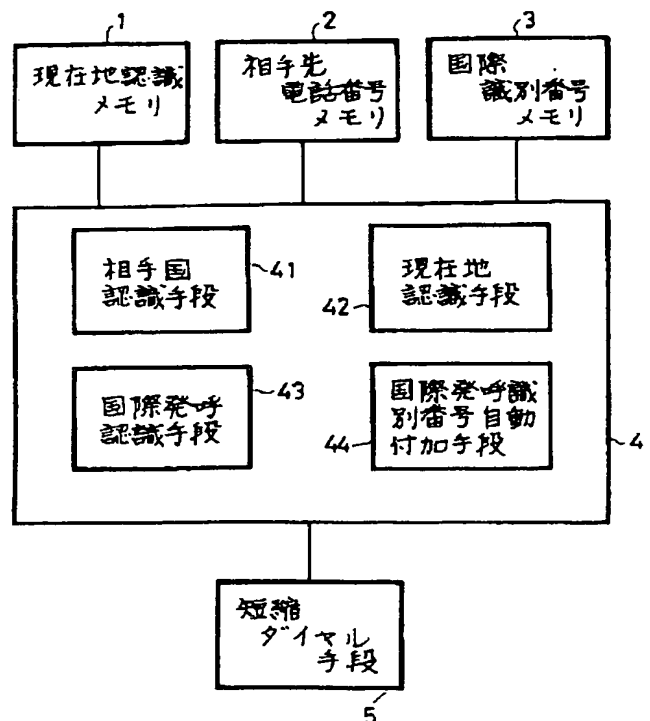 1
2
3
現在地認識
メモリ
相手先
電話番号
メモリ
国際
識別番号
メモリ
相手国
認識手段
41
現在地
認識手段
42
国際発呼
認識手段
43
国際発呼識
別番号自動
付加手段
44
4
短縮
ダイヤル
手段
5